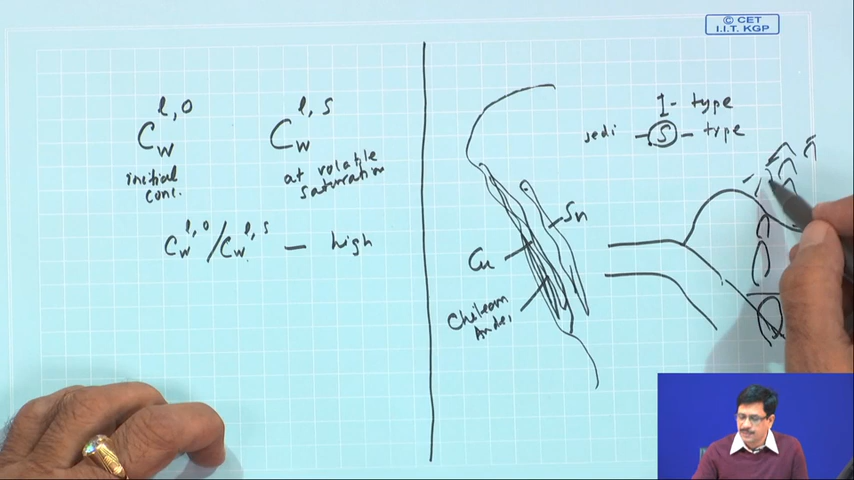 © CET
I.I.T. KGP
C_w^{l,0}
C_w^{l,s}
initial
conc.
at volatile
saturation
C_w^{l,0}/C_w^{l,s} — high
I - type
sedi - S - type
Sn
Cu
Chilean
Andes